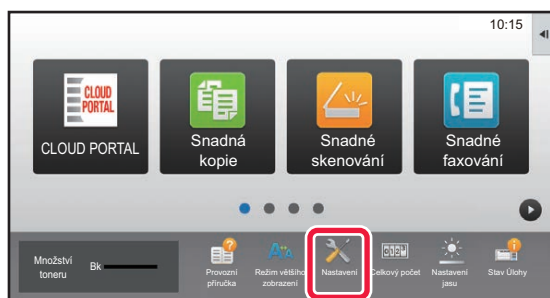 10:15
CLOUD
PORTAL
CLOUD PORTAL
Snadná
kopie
Snadné
skenování
Snadné
faxování
Množství
toneru
Bk
Provozní
příručka
Režim většího
zobrazení
Nastavení
Celkový počet
Nastavení
jasu
Stav Úlohy